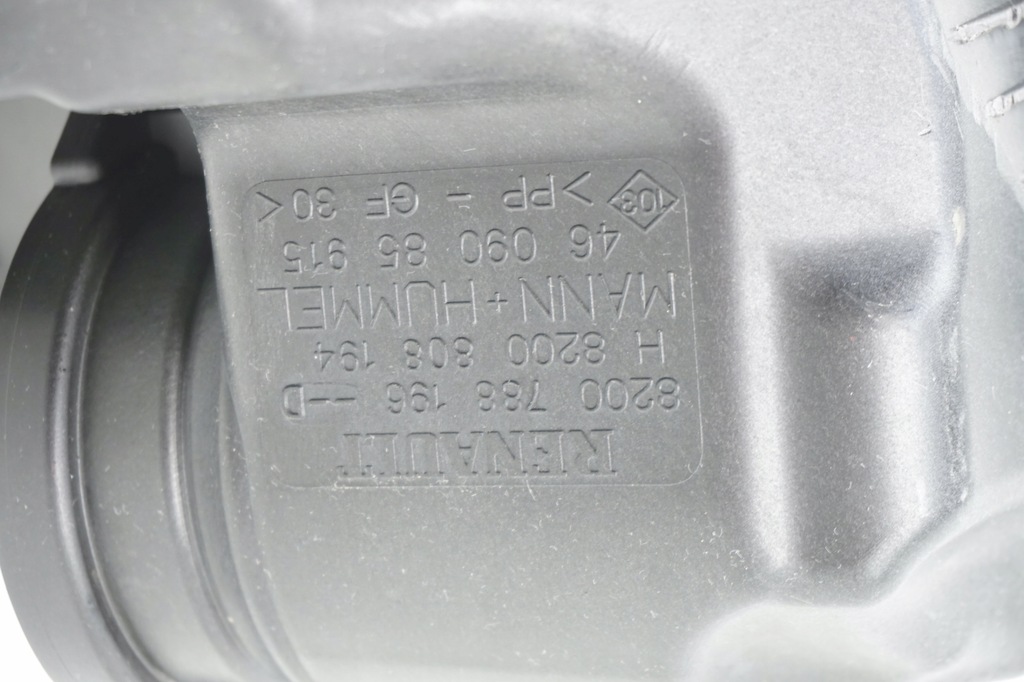 RENAULT
8200 788 196 --D
H 8200 808 194
MANN+HUMMEL
46 090 85 915
103 >PP - GF 30<